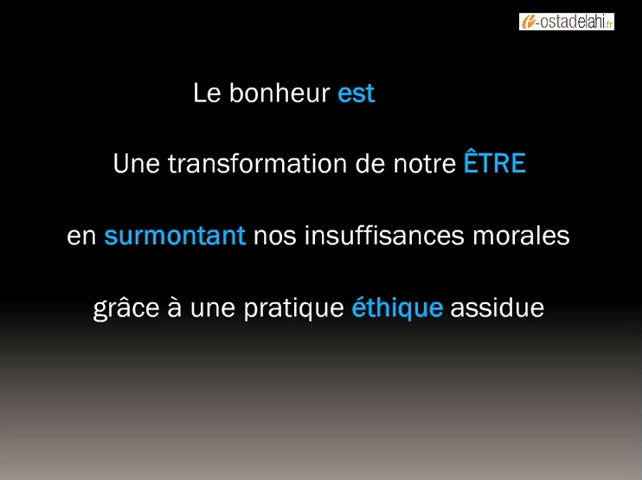 e-ostadelahi.fr
Le bonheur est
Une transformation de notre ÊTRE
en surmontant nos insuffisances morales
grâce à une pratique éthique assidue